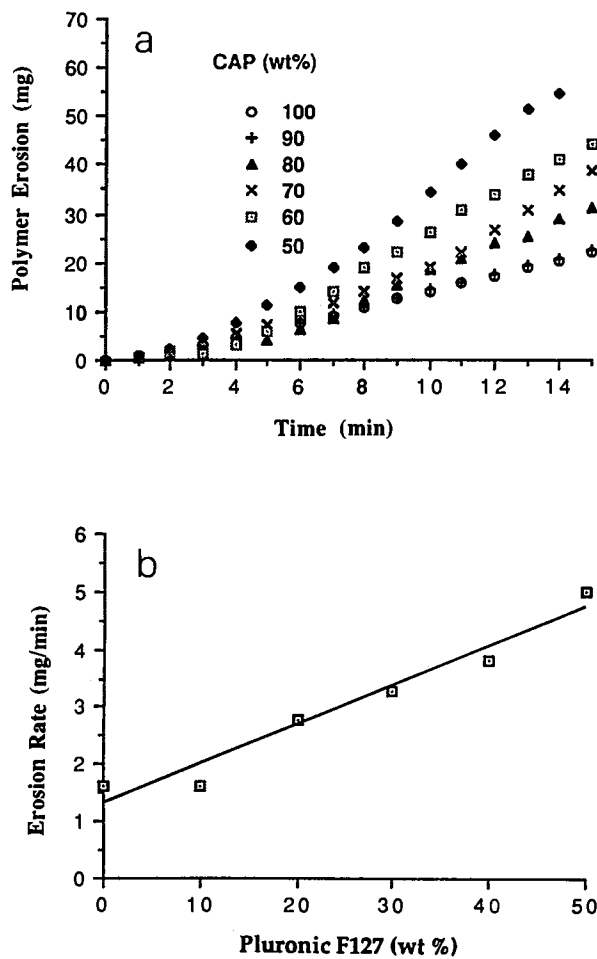 a
CAP (wt%)
100
90
80
70
60
50
70
60
50
40
30
20
10
0
Polymer Erosion (mg)
0 2 4 6 8 10 12 14
Time (min)
b
6
5
4
3
2
1
0
Erosion Rate (mg/min)
0 10 20 30 40 50
Pluronic F127 (wt %)